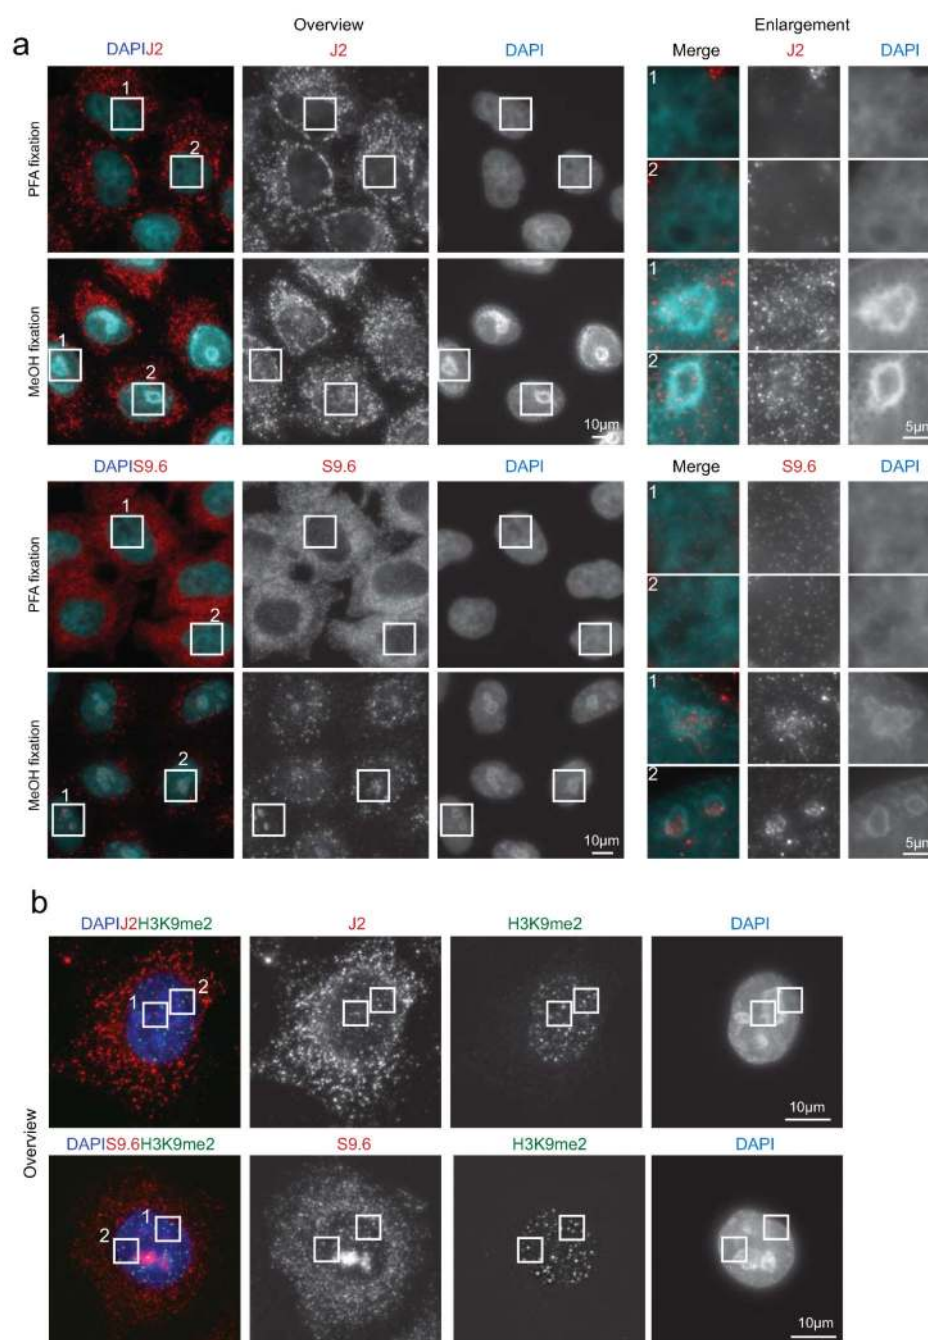 Overview Enlargement
a
DAPIJ2 J2 DAPI Merge J2 DAPI
PFA fixation
1
2
1
2
MeOH fixation
1
2
1
2
10µm
5µm
DAPIS9.6 S9.6 DAPI Merge S9.6 DAPI
PFA fixation
1
2
1
2
MeOH fixation
1
2
1
2
10µm
5µm
b
DAPIJ2H3K9me2 J2 H3K9me2 DAPI
1
2
10µm
Overview
DAPIS9.6H3K9me2 S9.6 H3K9me2 DAPI
1
2
10µm